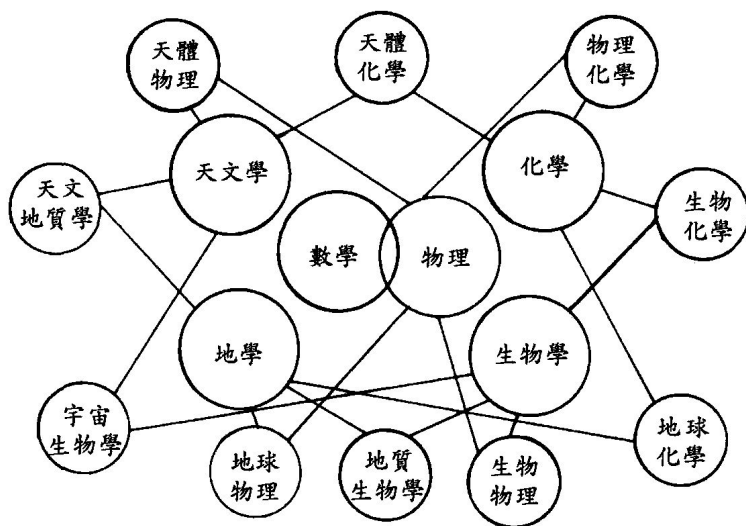 天體
物理
天體
化學
物理
化學
天文學
化學
天文
地質學
生物
化學
數學
物理
地學
生物學
宇宙
生物學
地球
物理
地質
生物學
生物
物理
地球
化學